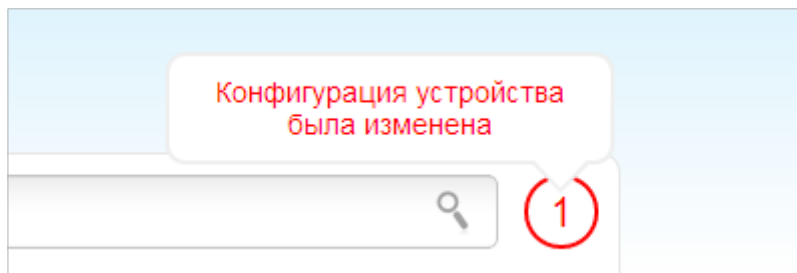 Конфигурация устройства
была изменена
1